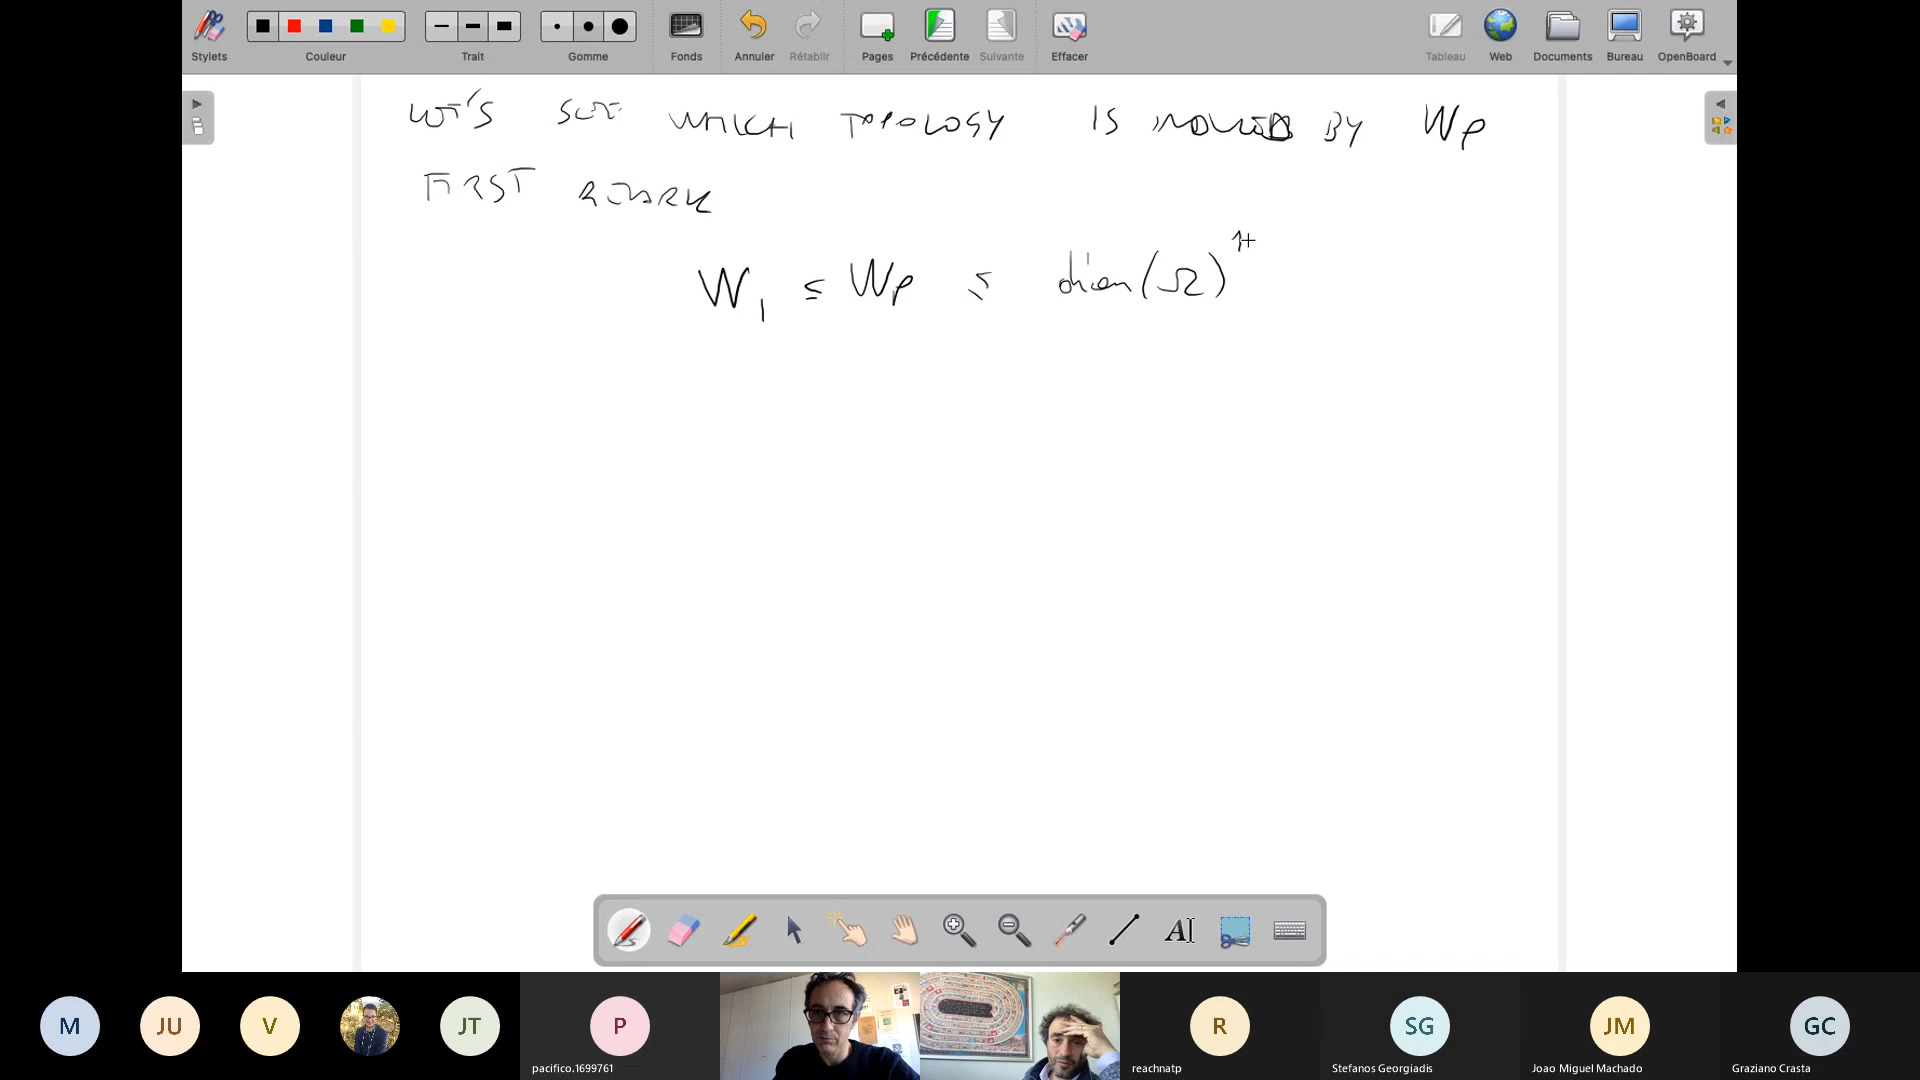 Stylets Couleur Trait Gomme Fonds Annuler Rétablir Pages Précédente Suivante Effacer Tableau Web Documents Bureau OpenBoard
LET'S SEE WHICH TOPOLOGY IS INDUCED BY Wp
FIRST REMARK
W₁ ≤ Wp ≤ diam(Ω)^1+
AI
M JU V JT P R SG JM GC
pacifico.1699761 reachnatp Stefanos Georgiadis Joao Miguel Machado Graziano Crasta